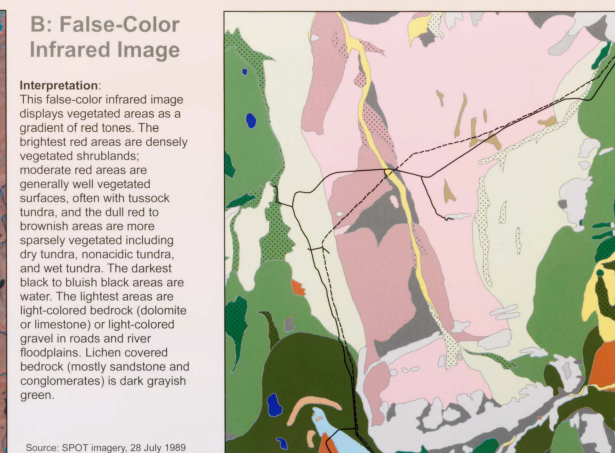 B: False-Color
Infrared Image
Interpretation:
This false-color infrared image
displays vegetated areas as a
gradient of red tones. The
brightest red areas are densely
vegetated shrublands;
moderate red areas are
generally well vegetated
surfaces, often with tussock
tundra, and the dull red to
brownish areas are more
sparsely vegetated including
dry tundra, nonacidic tundra,
and wet tundra. The darkest
black to bluish black areas are
water. The lightest areas are
light-colored bedrock (dolomite
or limestone) or light-colored
gravel in roads and river
floodplains. Lichen covered
bedrock (mostly sandstone and
conglomerates) is dark grayish
green.
Source: SPOT imagery, 28 July 1989